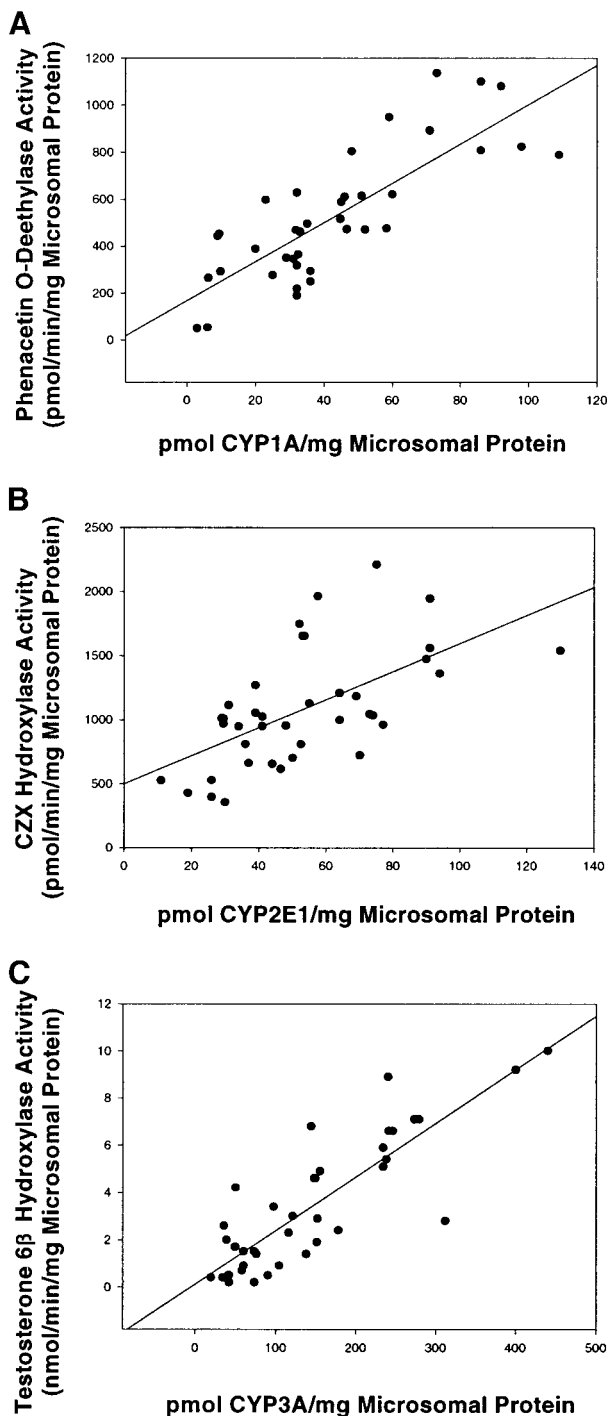 A
Phenacetin O-Deethylase Activity
(pmol/min/mg Microsomal Protein)
1200
1000
800
600
400
200
0
0 20 40 60 80 100 120
pmol CYP1A/mg Microsomal Protein
B
CZX Hydroxylase Activity
(pmol/min/mg Microsomal Protein)
2500
2000
1500
1000
500
0
0 20 40 60 80 100 120 140
pmol CYP2E1/mg Microsomal Protein
C
Testosterone 6β Hydroxylase Activity
(nmol/min/mg Microsomal Protein)
12
10
8
6
4
2
0
0 100 200 300 400 500
pmol CYP3A/mg Microsomal Protein